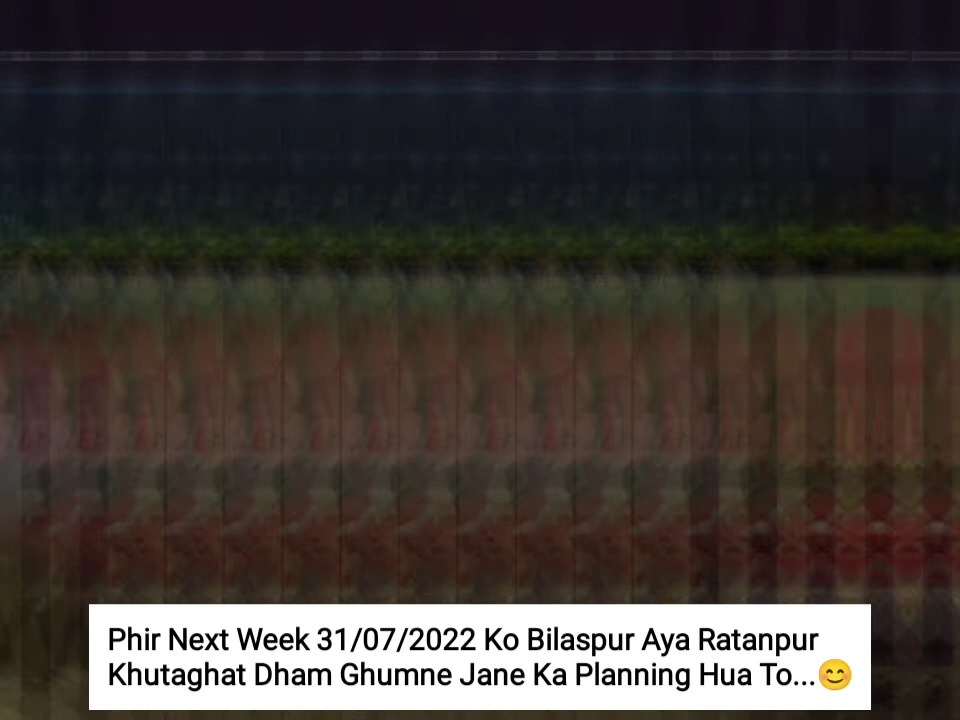 Phir Next Week 31/07/2022 Ko Bilaspur Aya Ratanpur
Khutaghat Dham Ghumne Jane Ka Planning Hua To...😊